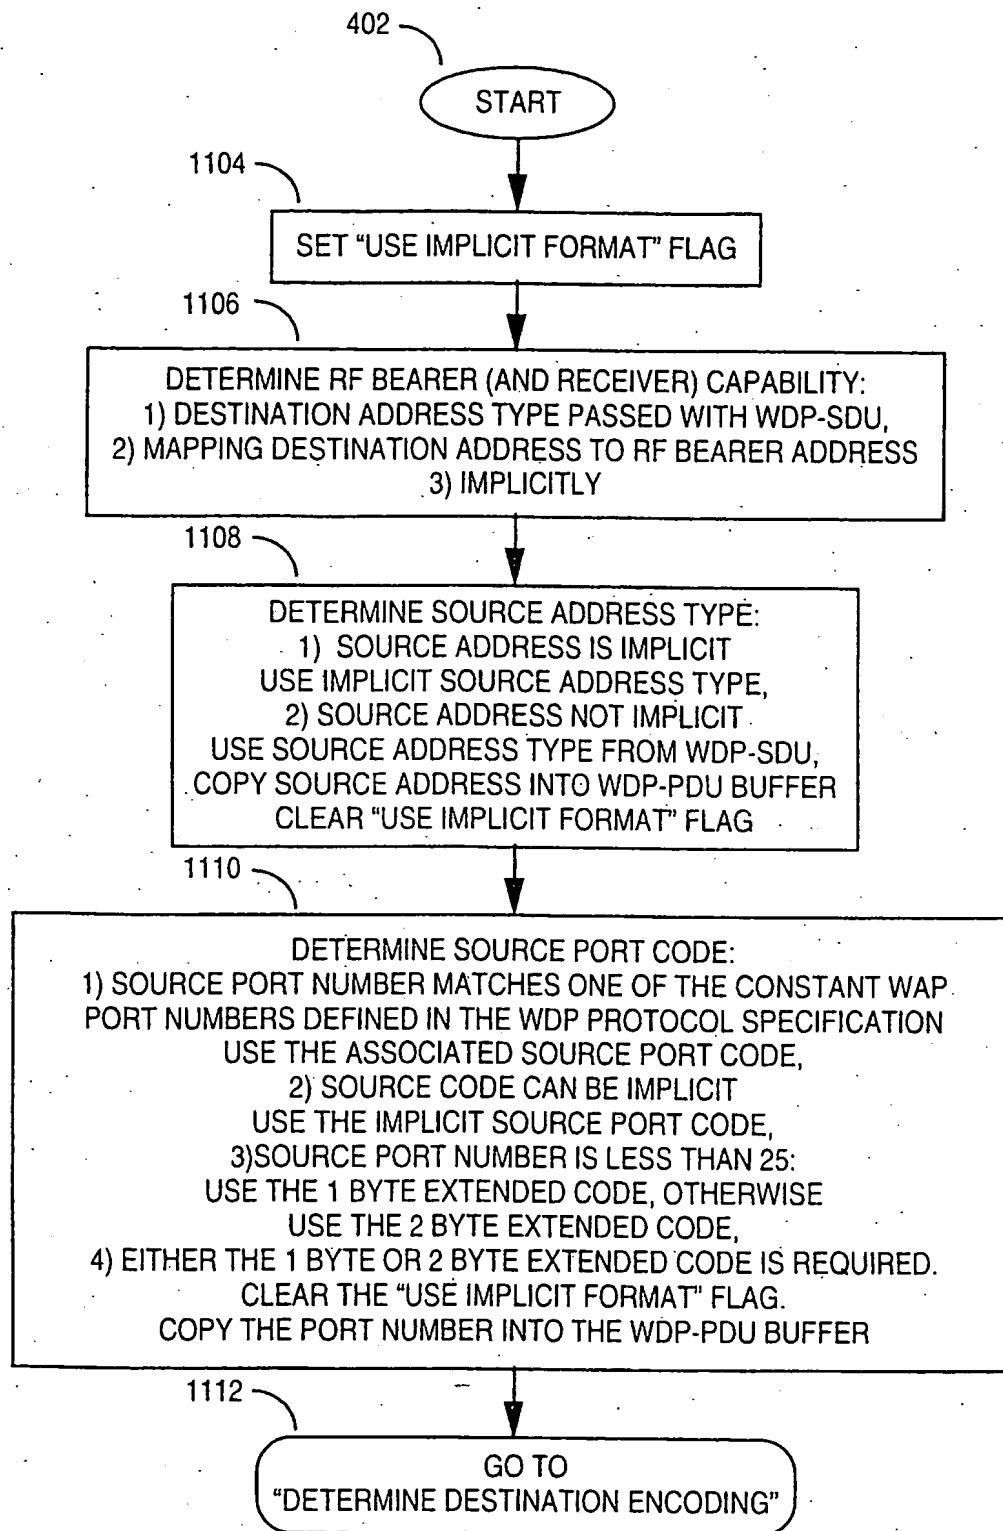 402
START
1104
SET “USE IMPLICIT FORMAT” FLAG
1106
DETERMINE RF BEARER (AND RECEIVER) CAPABILITY:
1) DESTINATION ADDRESS TYPE PASSED WITH WDP-SDU,
2) MAPPING DESTINATION ADDRESS TO RF BEARER ADDRESS
3) IMPLICITLY
1108
DETERMINE SOURCE ADDRESS TYPE:
1) SOURCE ADDRESS IS IMPLICIT
USE IMPLICIT SOURCE ADDRESS TYPE,
2) SOURCE ADDRESS NOT IMPLICIT
USE SOURCE ADDRESS TYPE FROM WDP-SDU,
COPY SOURCE ADDRESS INTO WDP-PDU BUFFER
CLEAR “USE IMPLICIT FORMAT” FLAG
1110
DETERMINE SOURCE PORT CODE:
1) SOURCE PORT NUMBER MATCHES ONE OF THE CONSTANT WAP
PORT NUMBERS DEFINED IN THE WDP PROTOCOL SPECIFICATION
USE THE ASSOCIATED SOURCE PORT CODE,
2) SOURCE CODE CAN BE IMPLICIT
USE THE IMPLICIT SOURCE PORT CODE,
3)SOURCE PORT NUMBER IS LESS THAN 25:
USE THE 1 BYTE EXTENDED CODE, OTHERWISE
USE THE 2 BYTE EXTENDED CODE,
4) EITHER THE 1 BYTE OR 2 BYTE EXTENDED CODE IS REQUIRED.
CLEAR THE “USE IMPLICIT FORMAT” FLAG.
COPY THE PORT NUMBER INTO THE WDP-PDU BUFFER
1112
GO TO
“DETERMINE DESTINATION ENCODING”